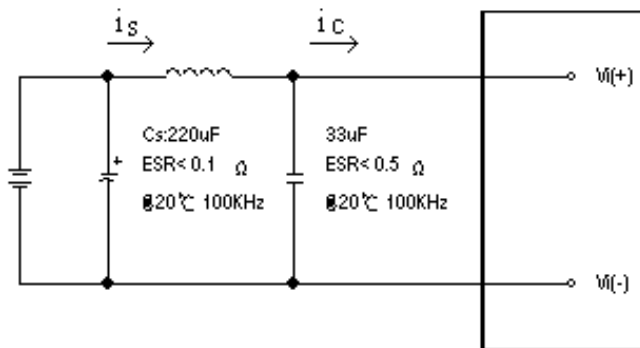 is
ic
Vi(+)
Cs:220uF
33uF
+
ESR<0.1 Ω
ESR<0.5 Ω
@20℃ 100KHz
@20℃ 100KHz
Vi(-)